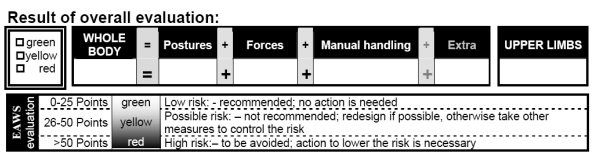 Result of overall evaluation:
green
yellow
red
WHOLE BODY = Postures + Forces + Manual handling + Extra UPPER LIMBS
= + + +
EAWS evaluation
0-25 Points green Low risk: - recommended; no action is needed
26-50 Points yellow Possible risk: – not recommended; redesign if possible, otherwise take other
measures to control the risk
>50 Points red High risk:– to be avoided; action to lower the risk is necessary